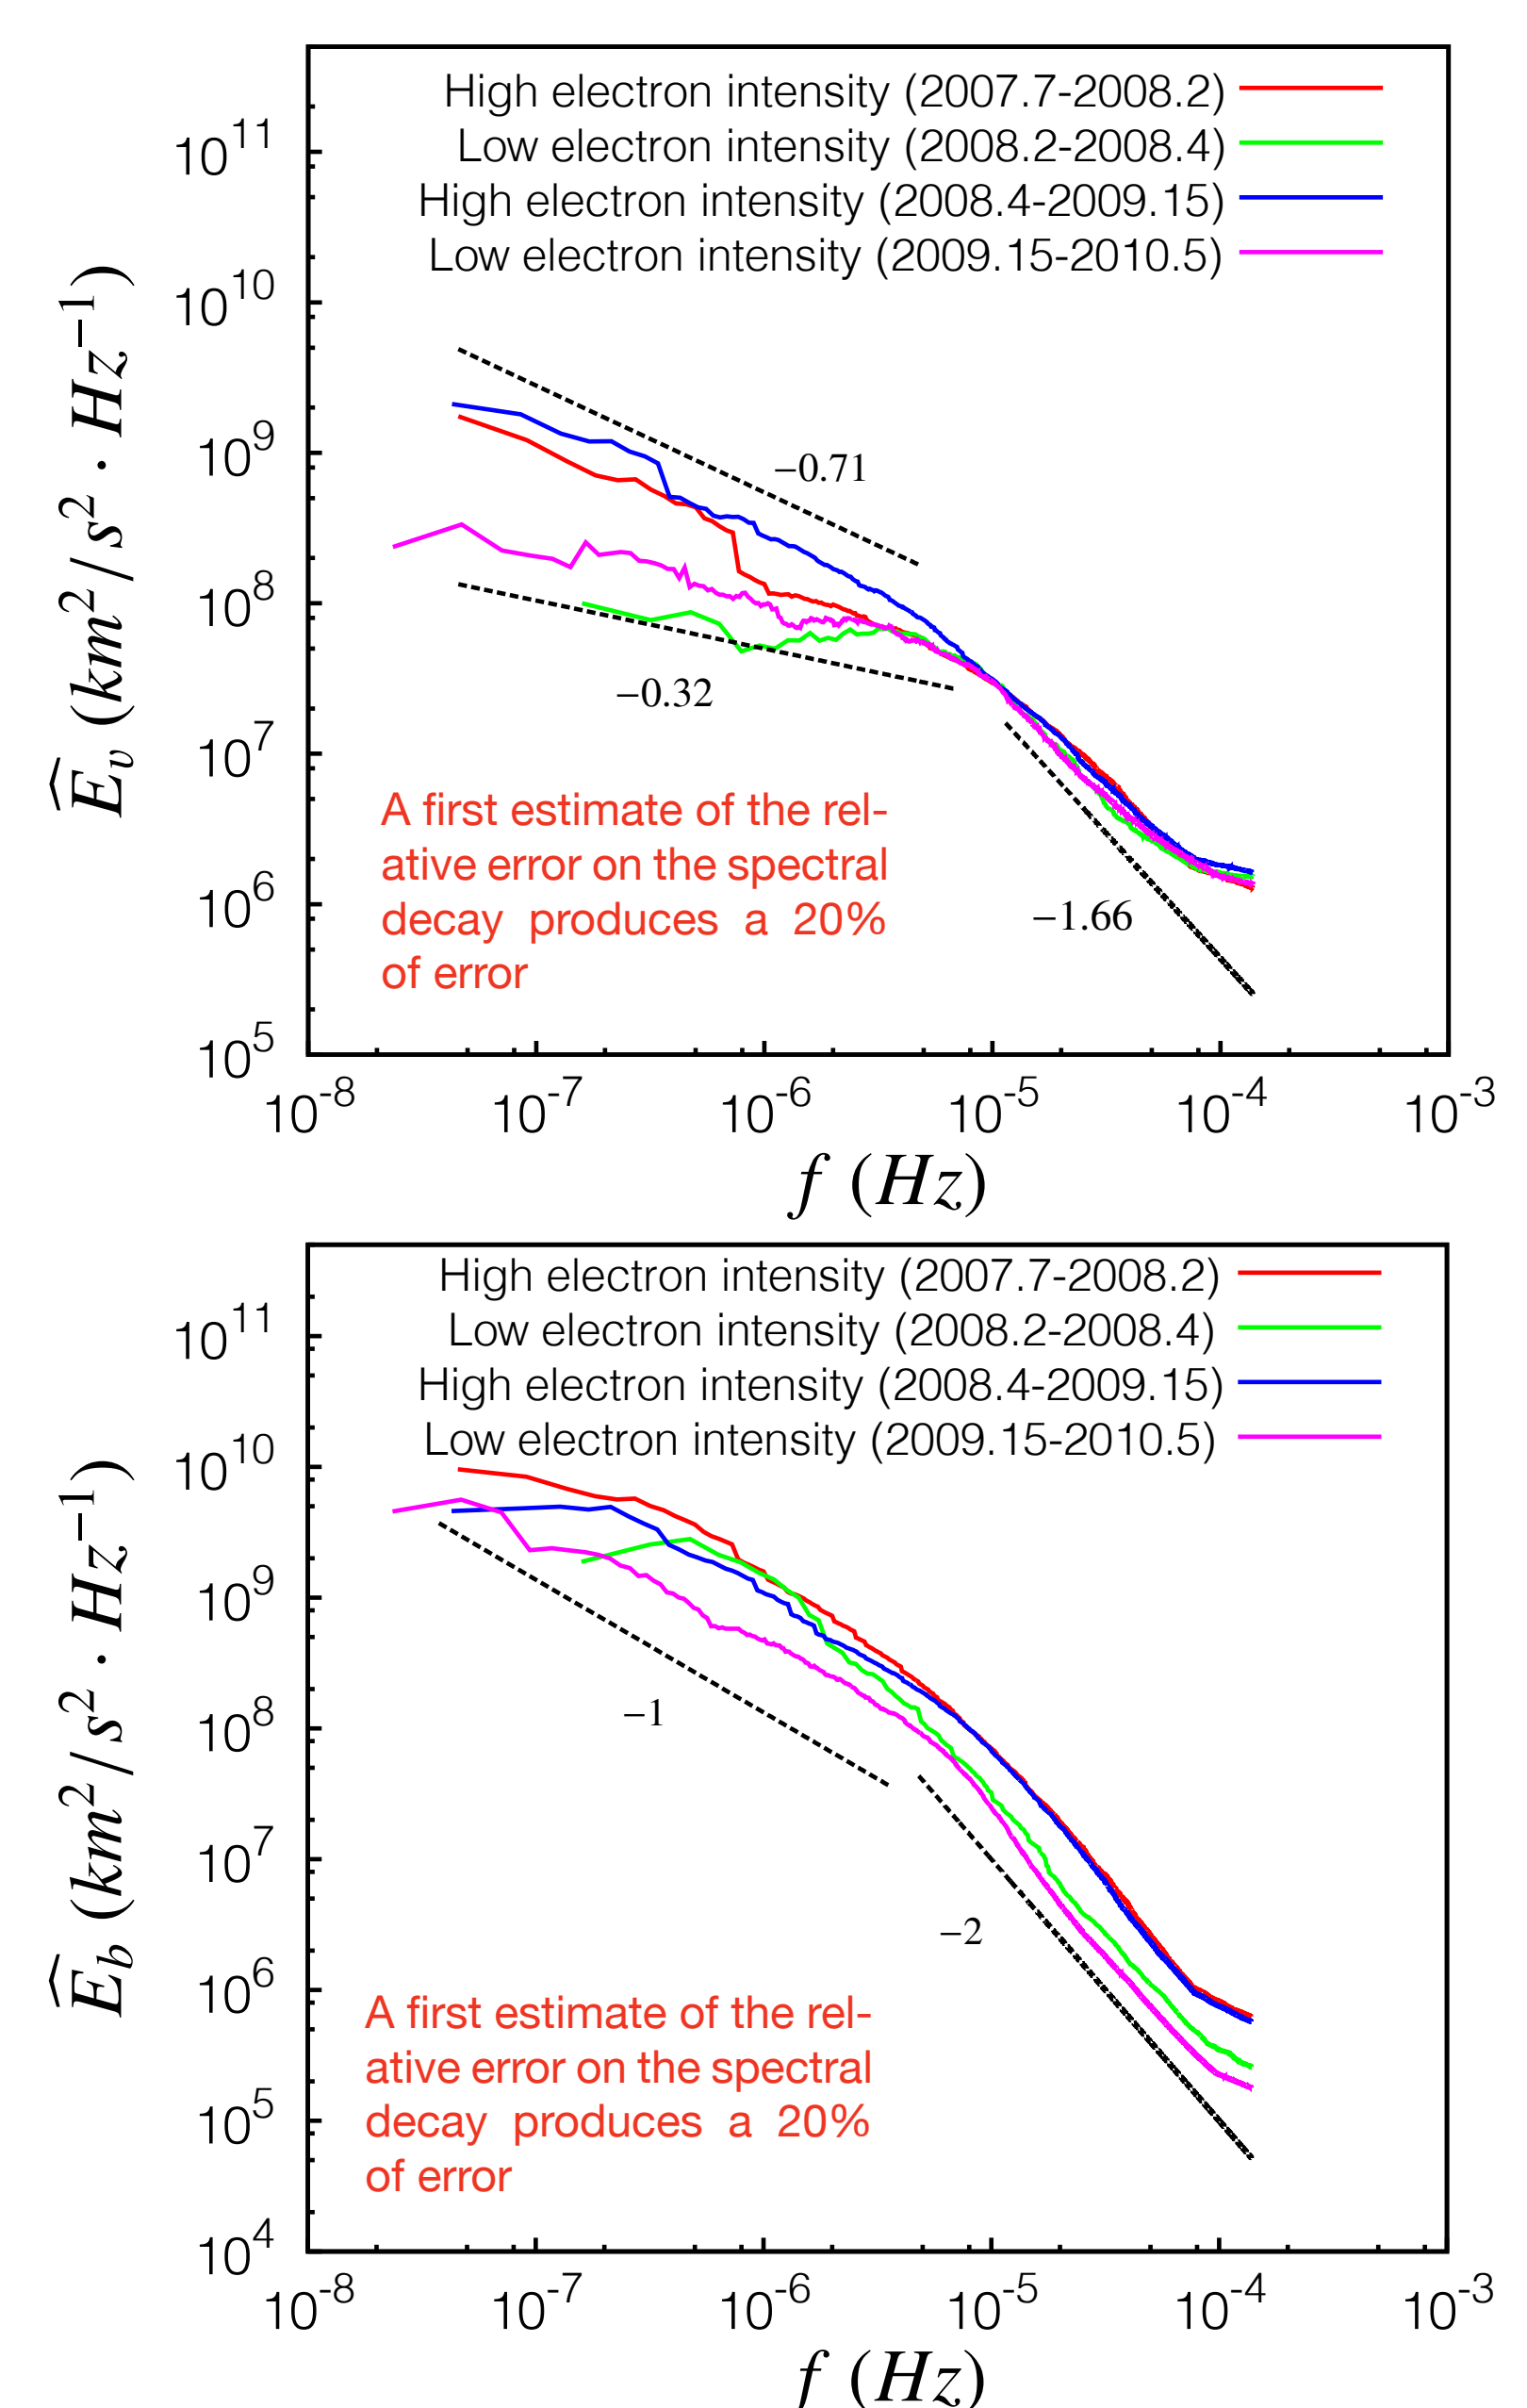 High electron intensity (2007.7-2008.2)
Low electron intensity (2008.2-2008.4)
High electron intensity (2008.4-2009.15)
Low electron intensity (2009.15-2010.5)
10^11
10^10
10^9
10^8
10^7
10^6
10^5
\widehat{E}_v (km^2/s^2 · Hz^−1)
−0.71
−0.32
−1.66
A first estimate of the rel-
ative error on the spectral
decay produces a 20%
of error
10^-8 10^-7 10^-6 10^-5 10^-4 10^-3
f (Hz)
High electron intensity (2007.7-2008.2)
Low electron intensity (2008.2-2008.4)
High electron intensity (2008.4-2009.15)
Low electron intensity (2009.15-2010.5)
10^11
10^10
10^9
10^8
10^7
10^6
10^5
10^4
\widehat{E}_b (km^2/s^2 · Hz^−1)
−1
−2
A first estimate of the rel-
ative error on the spectral
decay produces a 20%
of error
10^-8 10^-7 10^-6 10^-5 10^-4 10^-3
f (Hz)